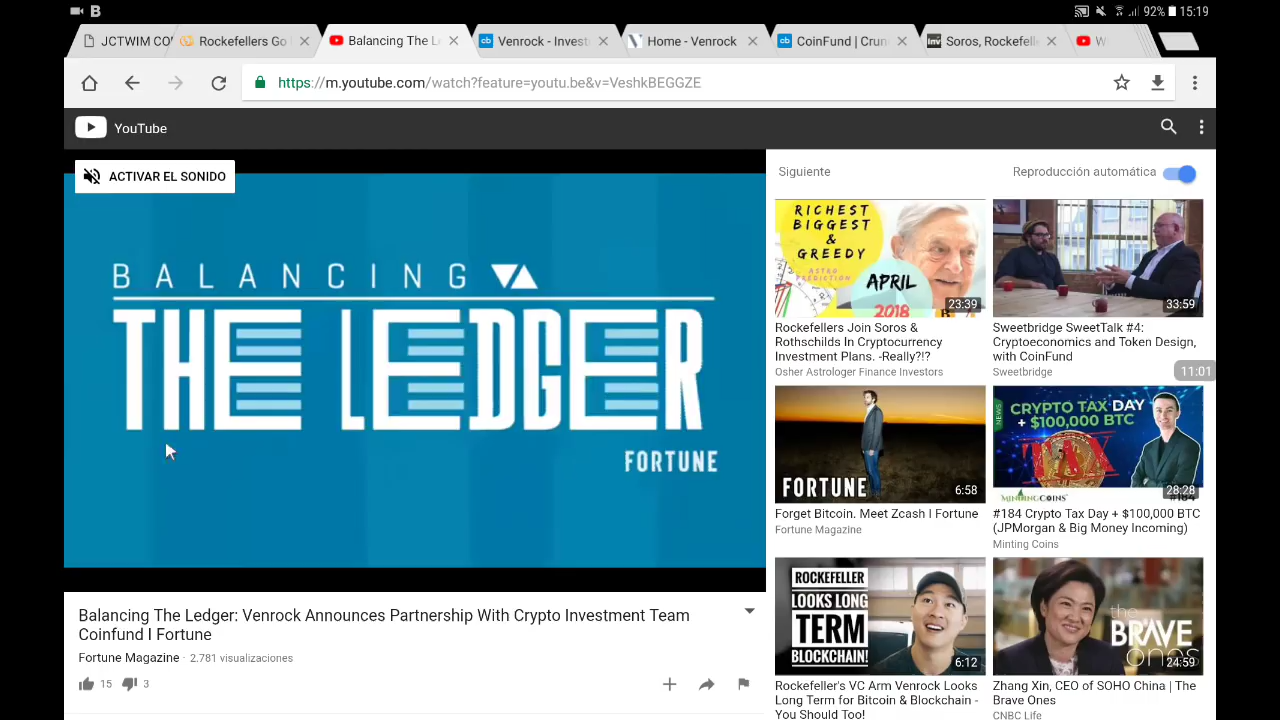 B
92% 15:19
JCTWIM CO
Rockefellers Go
Balancing The L
Venrock - Invest
Home - Venrock
CoinFund | Crun
Soros, Rockefell
https://m.youtube.com/watch?feature=youtu.be&v=VeshkBEGGZE
YouTube
ACTIVAR EL SONIDO
BALANCING
THE LEDGER
FORTUNE
Balancing The Ledger: Venrock Announces Partnership With Crypto Investment Team
Coinfund I Fortune
Fortune Magazine · 2.781 visualizaciones
15 3
Siguiente
Reproducción automática
RICHEST
BIGGEST
&
GREEDY
ASTRO
PREDICTION
APRIL
2018
23:39
Rockefellers Join Soros &
Rothschilds In Cryptocurrency
Investment Plans. -Really?!?
Osher Astrologer Finance Investors
33:59
Sweetbridge SweetTalk #4:
Cryptoeconomics and Token Design,
with CoinFund
Sweetbridge
11:01
FORTUNE
6:58
Forget Bitcoin. Meet Zcash I Fortune
Fortune Magazine
NEWS
CRYPTO TAX DAY
+ $100,000 BTC
TAX
MINTING COINS
#184
28:28
#184 Crypto Tax Day + $100,000 BTC
(JPMorgan & Big Money Incoming)
Minting Coins
ROCKEFELLER
LOOKS LONG
TERM
BLOCKCHAIN!
6:12
Rockefeller's VC Arm Venrock Looks
Long Term for Bitcoin & Blockchain -
You Should Too!
the
BRAVE
ones
24:59
Zhang Xin, CEO of SOHO China | The
Brave Ones
CNBC Life